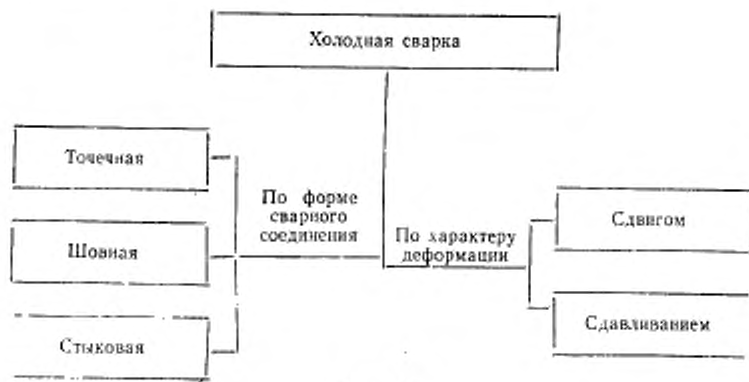 Холодная сварка
Точечная
Шовная
Стыковая
По форме
сварного
соединения
По характеру
деформации
Сдвигом
Сдавливанием